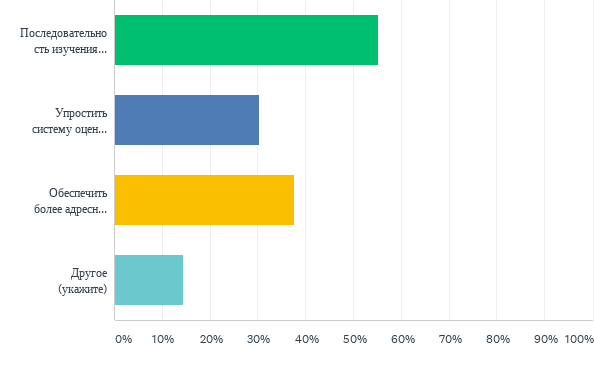 Последовательно
сть изучения...
Упростить
систему оцен...
Обеспечить
более адресн...
Другое
(укажите)
0% 10% 20% 30% 40% 50% 60% 70% 80% 90% 100%